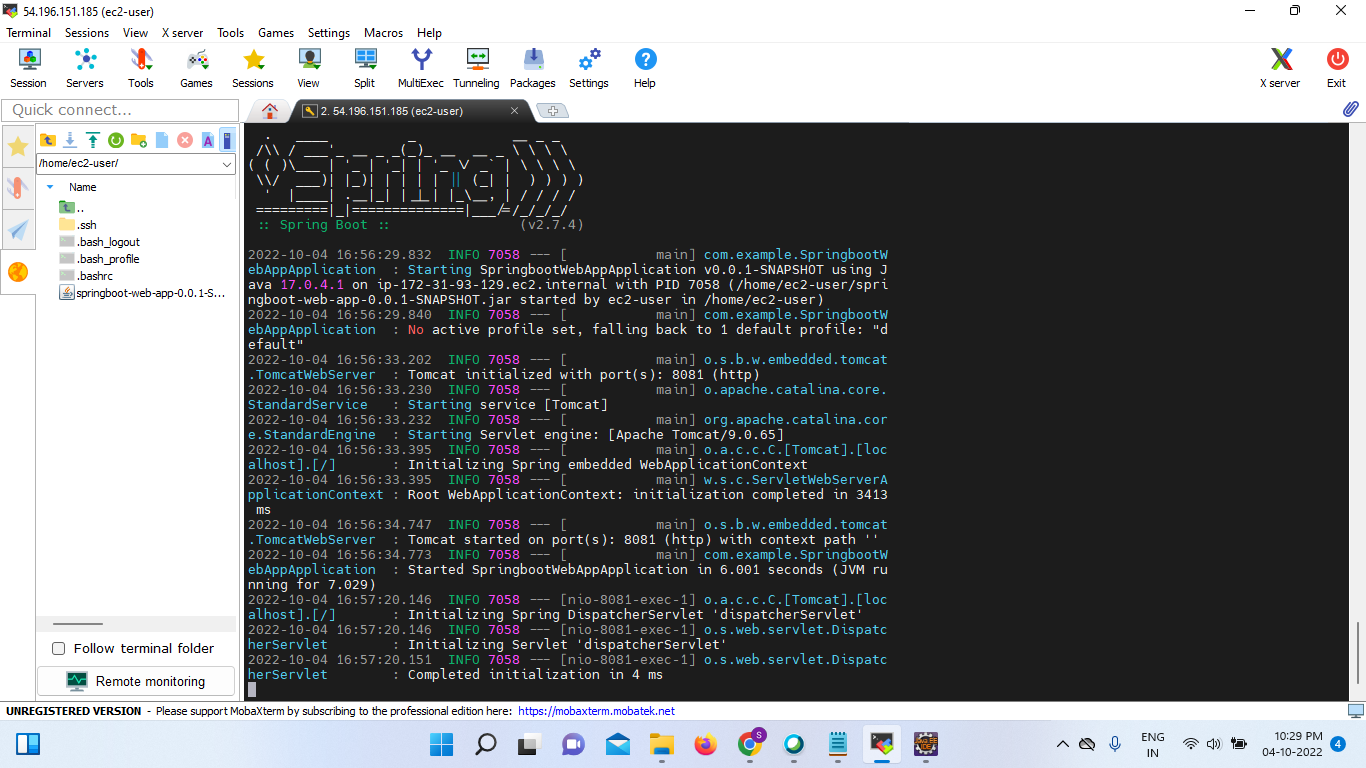 54.196.151.185 (ec2-user)
Terminal Sessions View X server Tools Games Settings Macros Help
Session Servers Tools Games Sessions View Split MultiExec Tunneling Packages Settings Help X server Exit
Quick connect...
2. 54.196.151.185 (ec2-user)
/home/ec2-user/
Name
..
.ssh
.bash_logout
.bash_profile
.bashrc
springboot-web-app-0.0.1-S...
:: Spring Boot :: (v2.7.4)
2022-10-04 16:56:29.832 INFO 7058 --- [ main] com.example.SpringbootW
ebAppApplication : Starting SpringbootWebAppApplication v0.0.1-SNAPSHOT using J
ava 17.0.4.1 on ip-172-31-93-129.ec2.internal with PID 7058 (/home/ec2-user/spri
ngboot-web-app-0.0.1-SNAPSHOT.jar started by ec2-user in /home/ec2-user)
2022-10-04 16:56:29.840 INFO 7058 --- [ main] com.example.SpringbootW
ebAppApplication : No active profile set, falling back to 1 default profile: "d
efault"
2022-10-04 16:56:33.202 INFO 7058 --- [ main] o.s.b.w.embedded.tomcat
.TomcatWebServer : Tomcat initialized with port(s): 8081 (http)
2022-10-04 16:56:33.230 INFO 7058 --- [ main] o.apache.catalina.core.
StandardService : Starting service [Tomcat]
2022-10-04 16:56:33.232 INFO 7058 --- [ main] org.apache.catalina.cor
e.StandardEngine : Starting Servlet engine: [Apache Tomcat/9.0.65]
2022-10-04 16:56:33.395 INFO 7058 --- [ main] o.a.c.c.C.[Tomcat].[loc
alhost].[/] : Initializing Spring embedded WebApplicationContext
2022-10-04 16:56:33.395 INFO 7058 --- [ main] w.s.c.ServletWebServerA
pplicationContext : Root WebApplicationContext: initialization completed in 3413
ms
2022-10-04 16:56:34.747 INFO 7058 --- [ main] o.s.b.w.embedded.tomcat
.TomcatWebServer : Tomcat started on port(s): 8081 (http) with context path ''
2022-10-04 16:56:34.773 INFO 7058 --- [ main] com.example.SpringbootW
ebAppApplication : Started SpringbootWebAppApplication in 6.001 seconds (JVM ru
nning for 7.029)
2022-10-04 16:57:20.146 INFO 7058 --- [nio-8081-exec-1] o.a.c.c.C.[Tomcat].[loc
alhost].[/] : Initializing Spring DispatcherServlet 'dispatcherServlet'
2022-10-04 16:57:20.146 INFO 7058 --- [nio-8081-exec-1] o.s.web.servlet.Dispatc
herServlet : Initializing Servlet 'dispatcherServlet'
2022-10-04 16:57:20.151 INFO 7058 --- [nio-8081-exec-1] o.s.web.servlet.Dispatc
herServlet : Completed initialization in 4 ms
Follow terminal folder
Remote monitoring
UNREGISTERED VERSION - Please support MobaXterm by subscribing to the professional edition here: https://mobaxterm.mobatek.net
ENG
IN
10:29 PM
04-10-2022
4